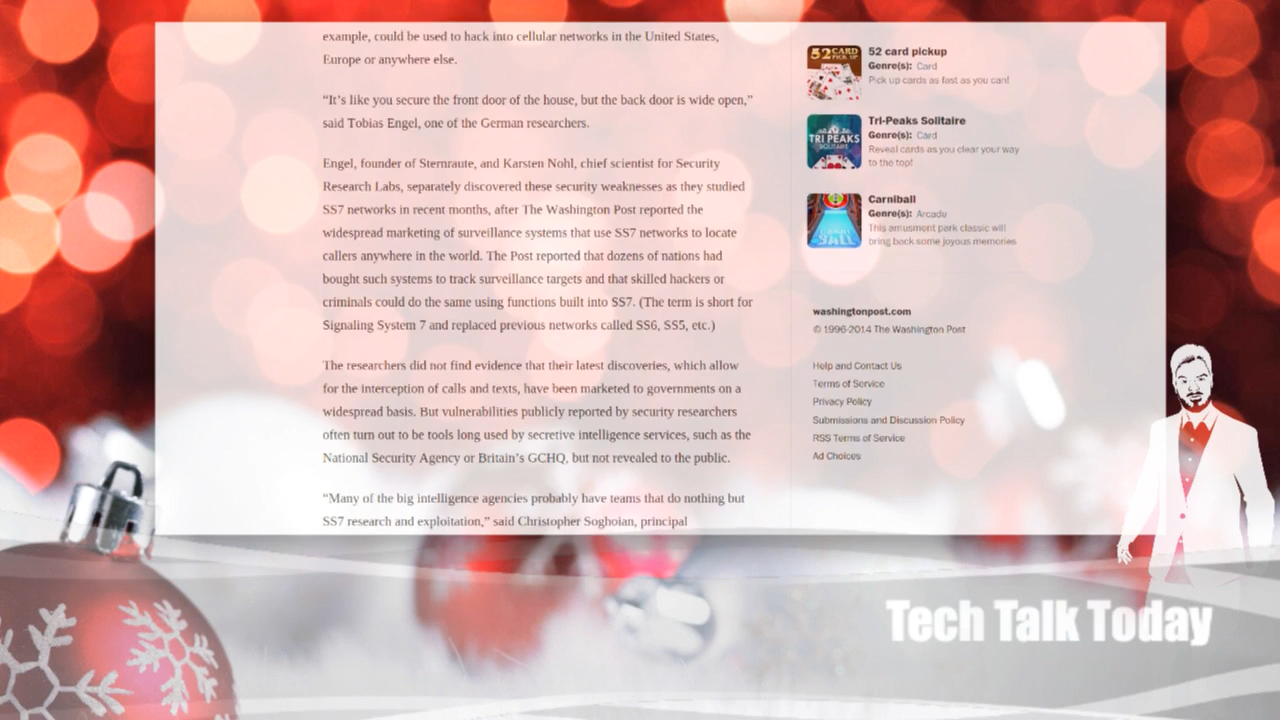 example, could be used to hack into cellular networks in the United States,
Europe or anywhere else.
“It’s like you secure the front door of the house, but the back door is wide open,”
said Tobias Engel, one of the German researchers.
Engel, founder of Sternraute, and Karsten Nohl, chief scientist for Security
Research Labs, separately discovered these security weaknesses as they studied
SS7 networks in recent months, after The Washington Post reported the
widespread marketing of surveillance systems that use SS7 networks to locate
callers anywhere in the world. The Post reported that dozens of nations had
bought such systems to track surveillance targets and that skilled hackers or
criminals could do the same using functions built into SS7. (The term is short for
Signaling System 7 and replaced previous networks called SS6, SS5, etc.)
The researchers did not find evidence that their latest discoveries, which allow
for the interception of calls and texts, have been marketed to governments on a
widespread basis. But vulnerabilities publicly reported by security researchers
often turn out to be tools long used by secretive intelligence services, such as the
National Security Agency or Britain’s GCHQ, but not revealed to the public.
“Many of the big intelligence agencies probably have teams that do nothing but
SS7 research and exploitation,” said Christopher Soghoian, principal
52 CARD
PICK UP
52 card pickup
Genre(s): Card
Pick up cards as fast as you can!
TRI PEAKS
SOLITAIRE
Tri-Peaks Solitaire
Genre(s): Card
Reveal cards as you clear your way
to the top!
Carniball
Genre(s): Arcade
This amusment park classic will
bring back some joyous memories
washingtonpost.com
© 1996-2014 The Washington Post
Help and Contact Us
Terms of Service
Privacy Policy
Submissions and Discussion Policy
RSS Terms of Service
Ad Choices
Tech Talk Today